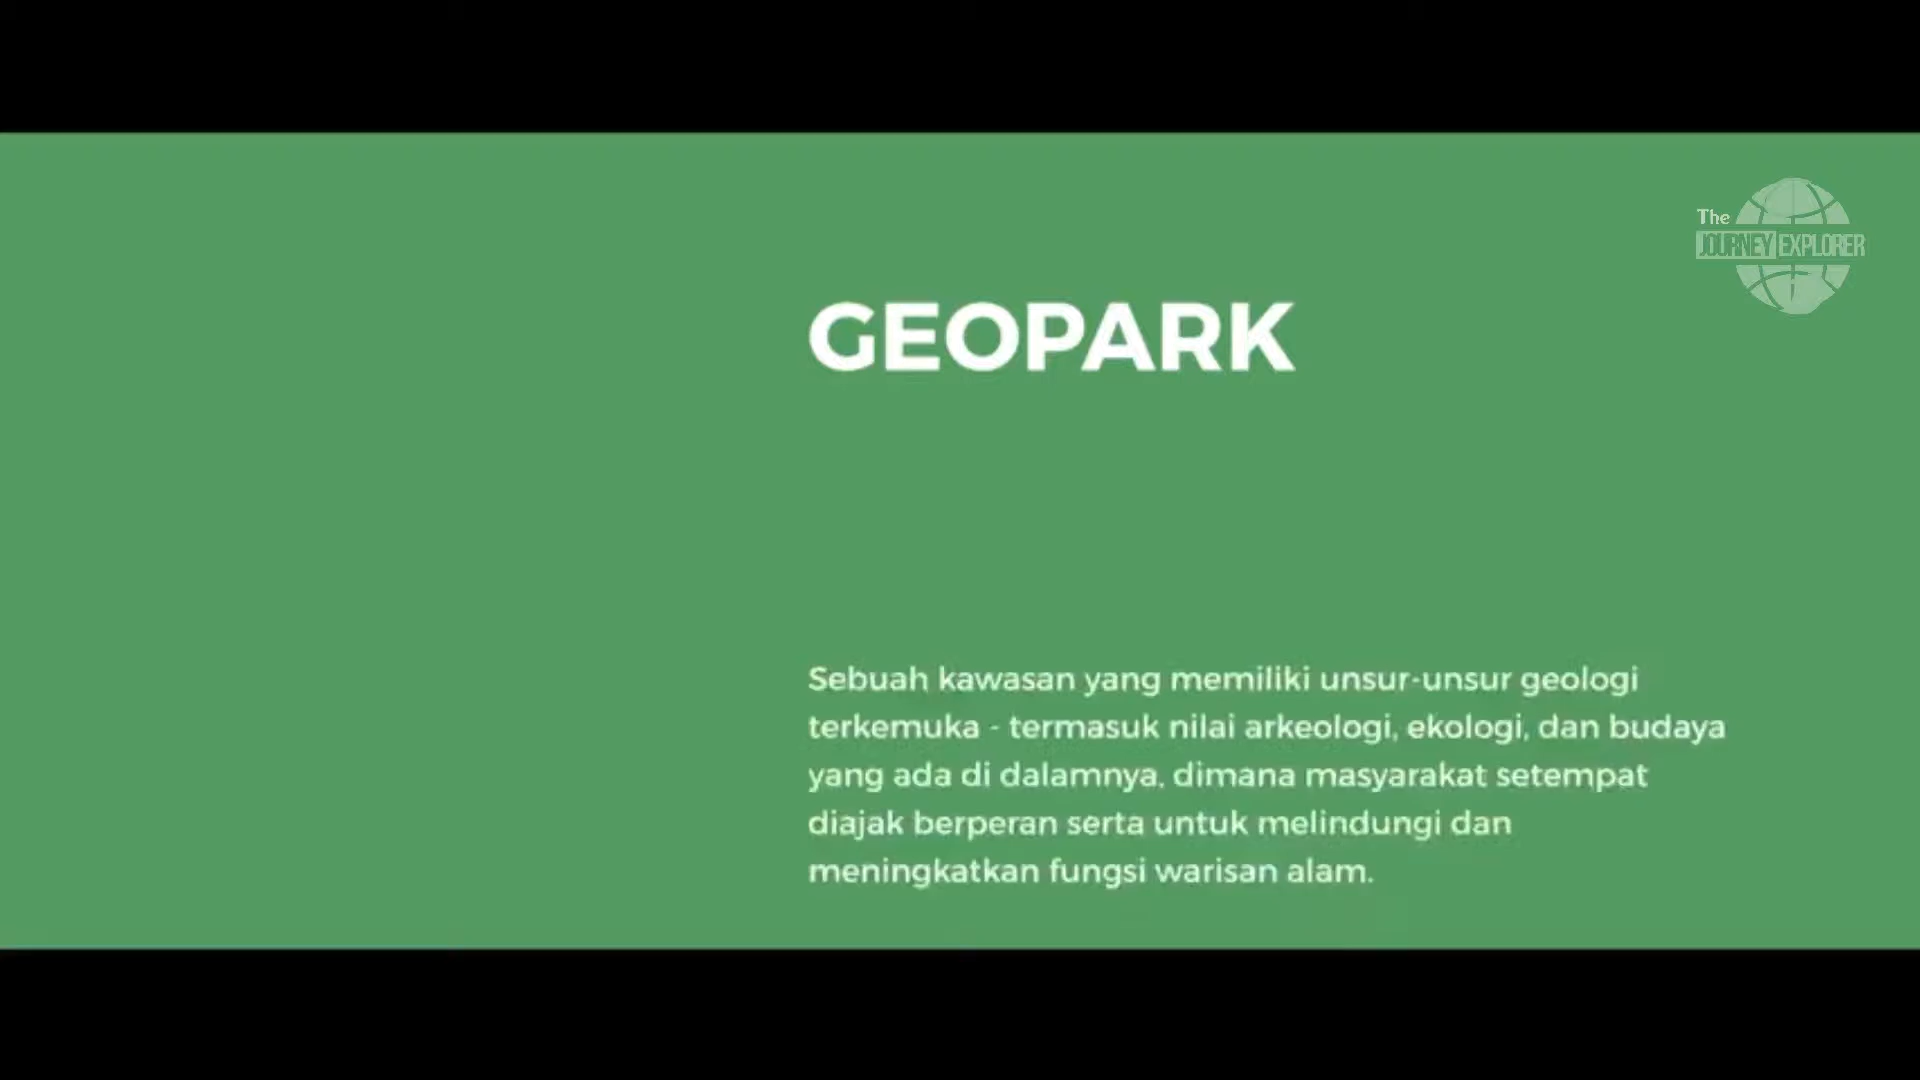 The
JOURNEY EXPLORER
GEOPARK
Sebuah kawasan yang memiliki unsur-unsur geologi
terkemuka - termasuk nilai arkeologi, ekologi, dan budaya
yang ada di dalamnya, dimana masyarakat setempat
diajak berperan serta untuk melindungi dan
meningkatkan fungsi warisan alam.